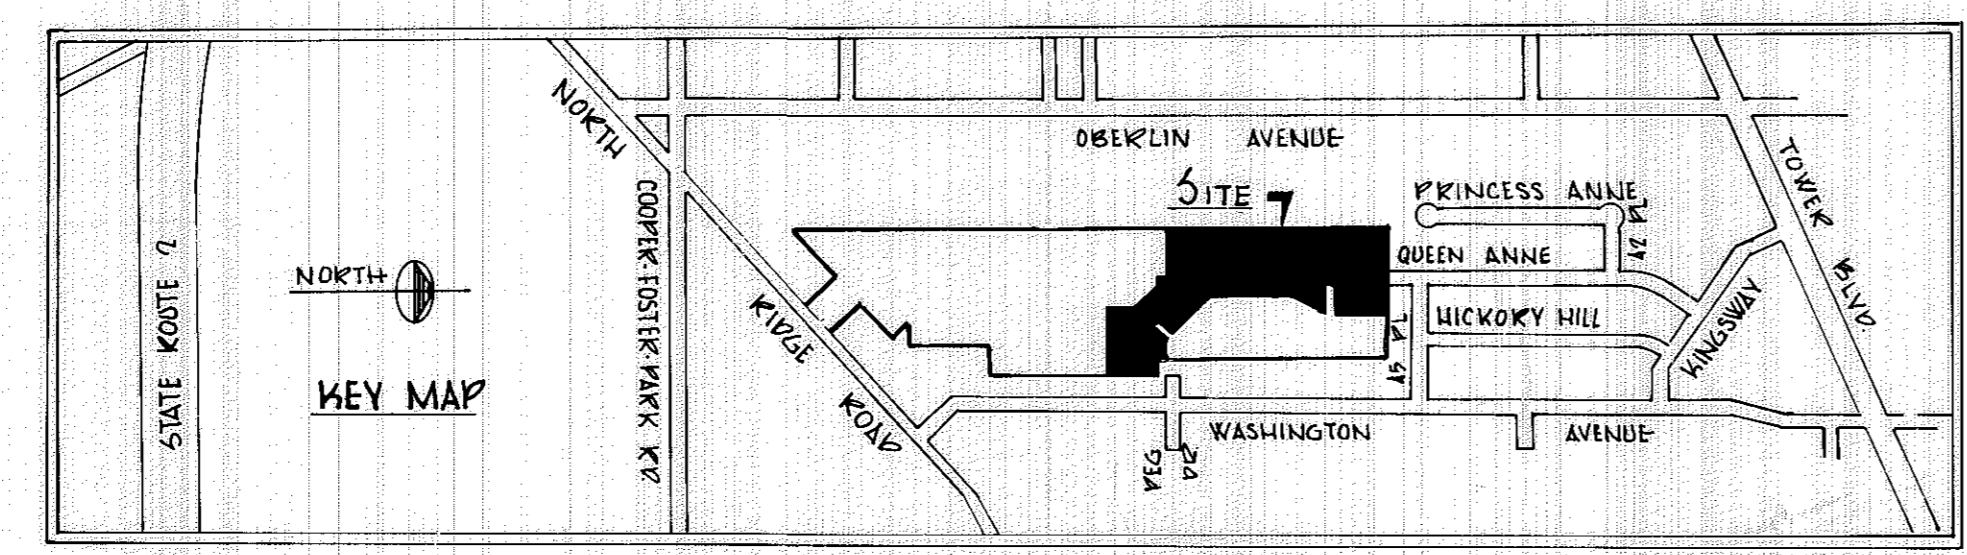 NORTH
OBERLIN AVENUE
SITE
PRINCESS ANNE
TOWER BLVD.
QUEEN ANNE
STATE ROUTE 2
NORTH
COOPER-FOSTER-PARK RD.
HICKORY HILL
RIDGE
KINGSWAY
KEY MAP
ROAD
WASHINGTON AVENUE
PEG